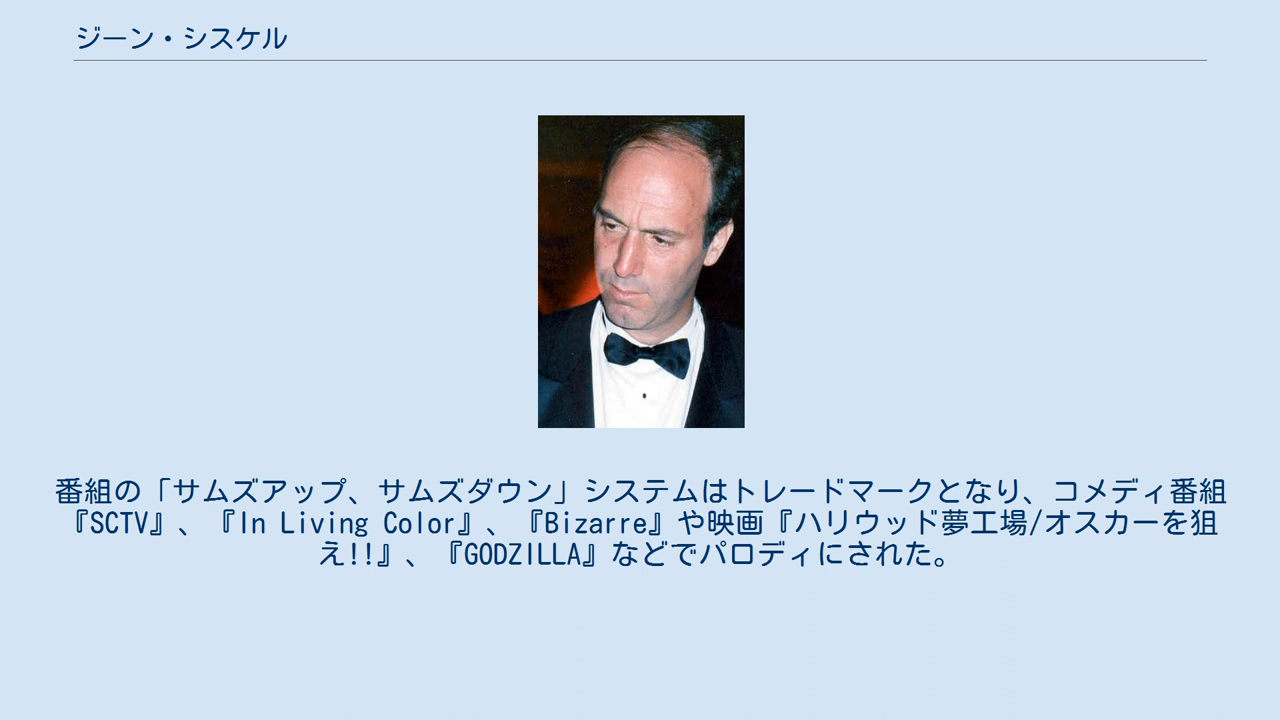 ジーン・シスケル
番組の「サムズアップ、サムズダウン」システムはトレードマークとなり、コメディ番組
『SCTV』、『In Living Color』、『Bizarre』や映画『ハリウッド夢工場/オスカーを狙
え!!』、『GODZILLA』などでパロディにされた。